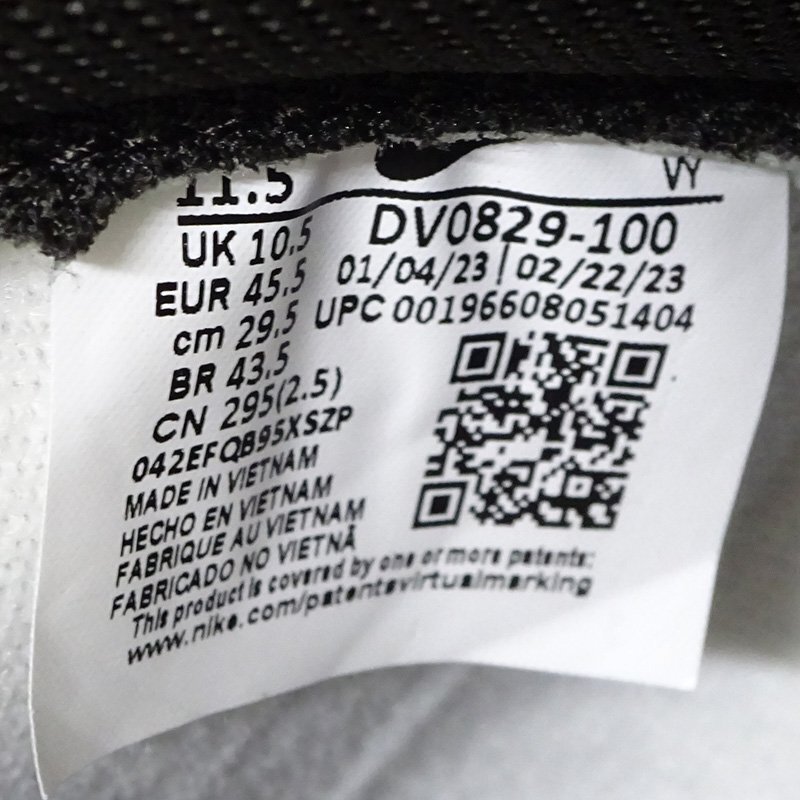 11.5
VY
UK 10.5
EUR 45.5
cm 29.5
BR 43.5
CN 295(2.5)
042EFQB95XSZP
DV0829-100
01/04/23 | 02/22/23
UPC 00196608051404
MADE IN VIETNAM
HECHO EN VIETNAM
FABRIQUE AU VIETNAM
FABRICADO NO VIETNÃ
This product is covered by one or more patents:
www.nike.com/patentsvirtualmarking